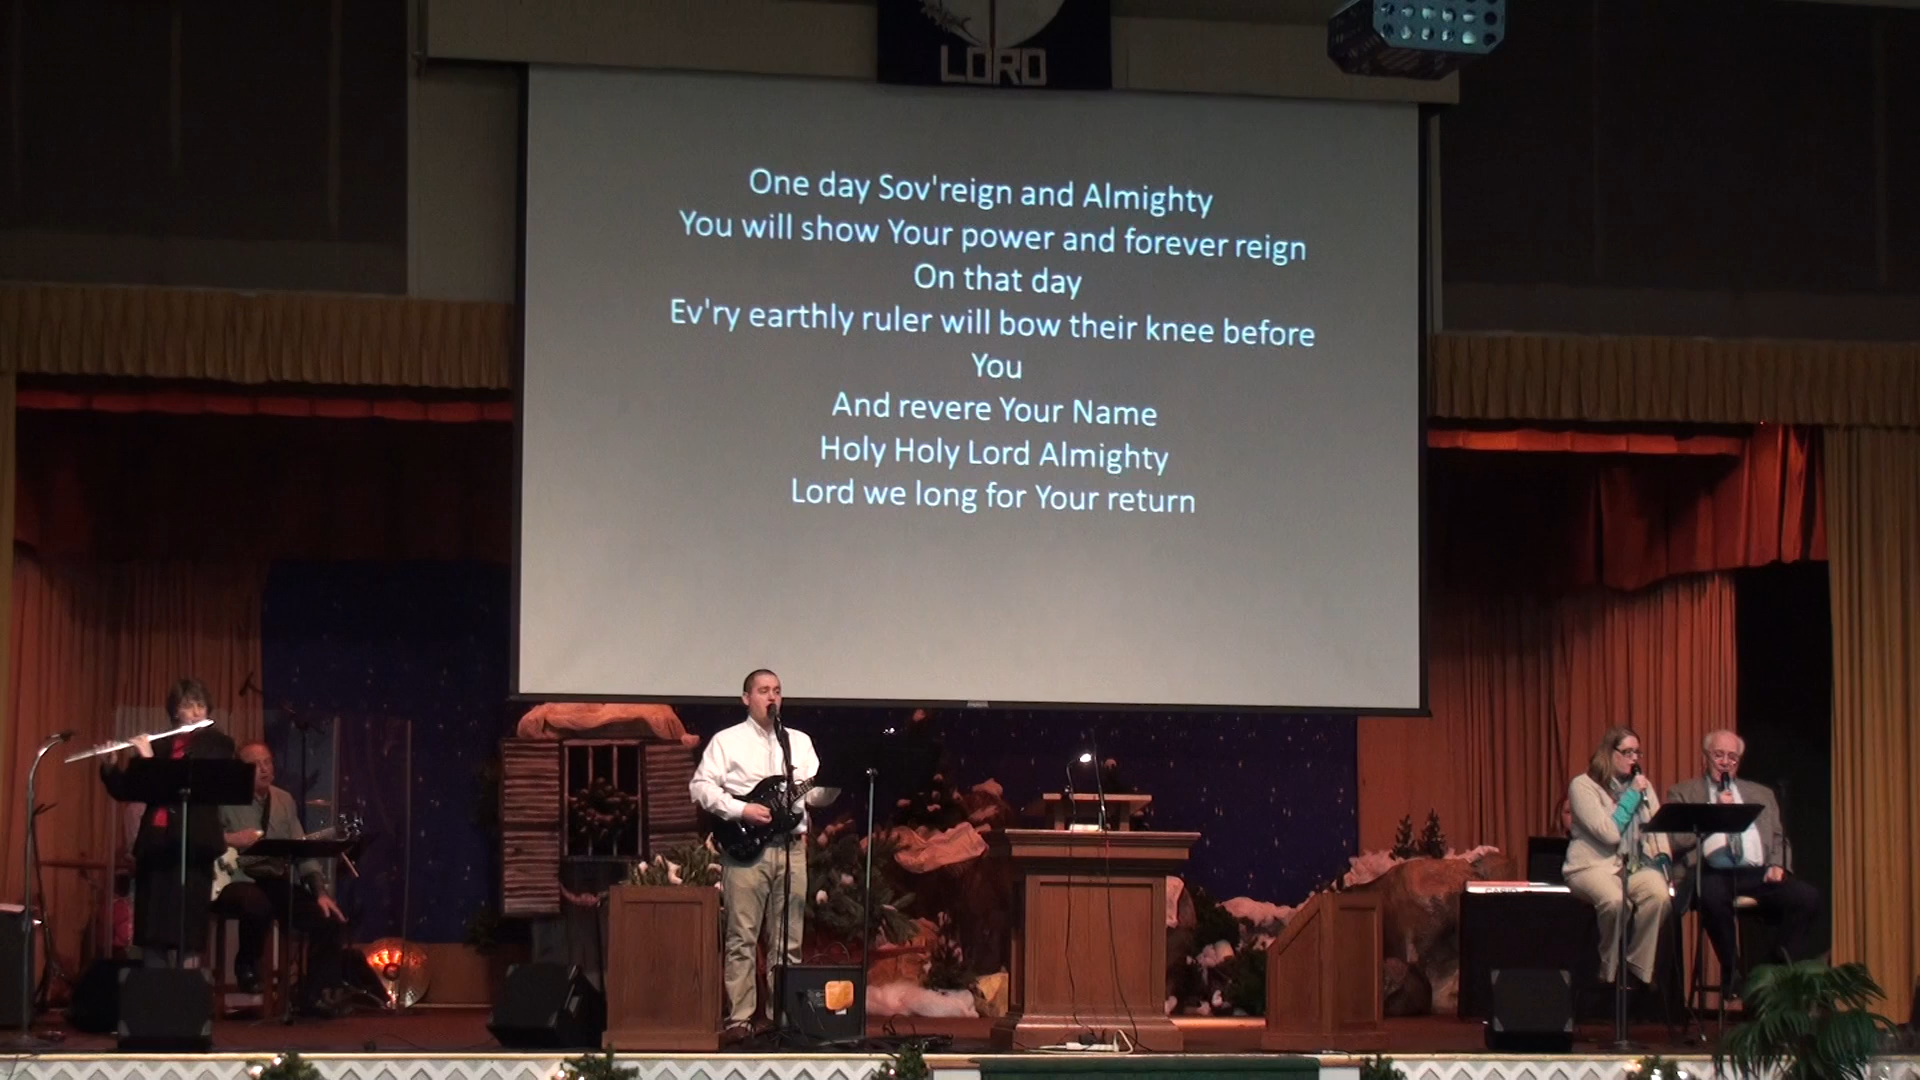 LORD
One day Sov'reign and Almighty
You will show Your power and forever reign
On that day
Ev'ry earthly ruler will bow their knee before
You
And revere Your Name
Holy Holy Lord Almighty
Lord we long for Your return
CASIO